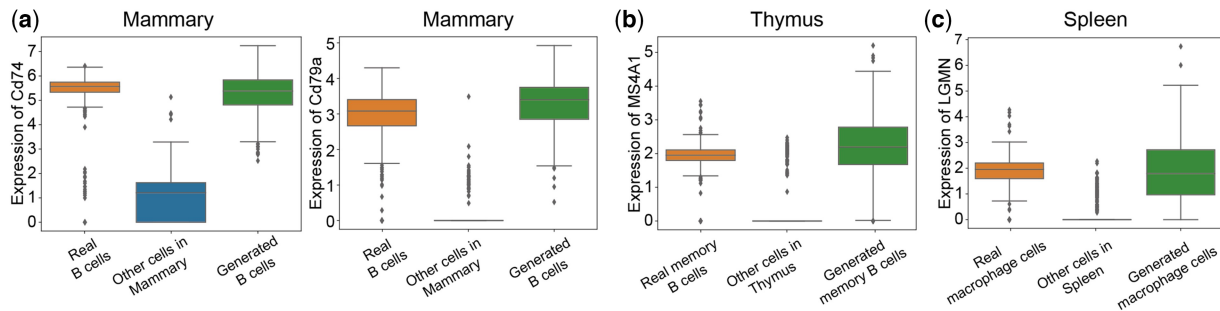 (a)
Mammary
Expression of Cd74
7
6
5
4
3
2
1
0
Real
B cells
Other cells in
Mammary
Generated
B cells
Mammary
Expression of Cd79a
5
4
3
2
1
0
Real
B cells
Other cells in
Mammary
Generated
B cells
(b)
Thymus
Expression of MS4A1
5
4
3
2
1
0
Real memory
B cells
Other cells in
Thymus
Generated
memory B cells
(c)
Spleen
Expression of LGMN
7
6
5
4
3
2
1
0
Real
macrophage cells
Other cells in
Spleen
Generated
macrophage cells